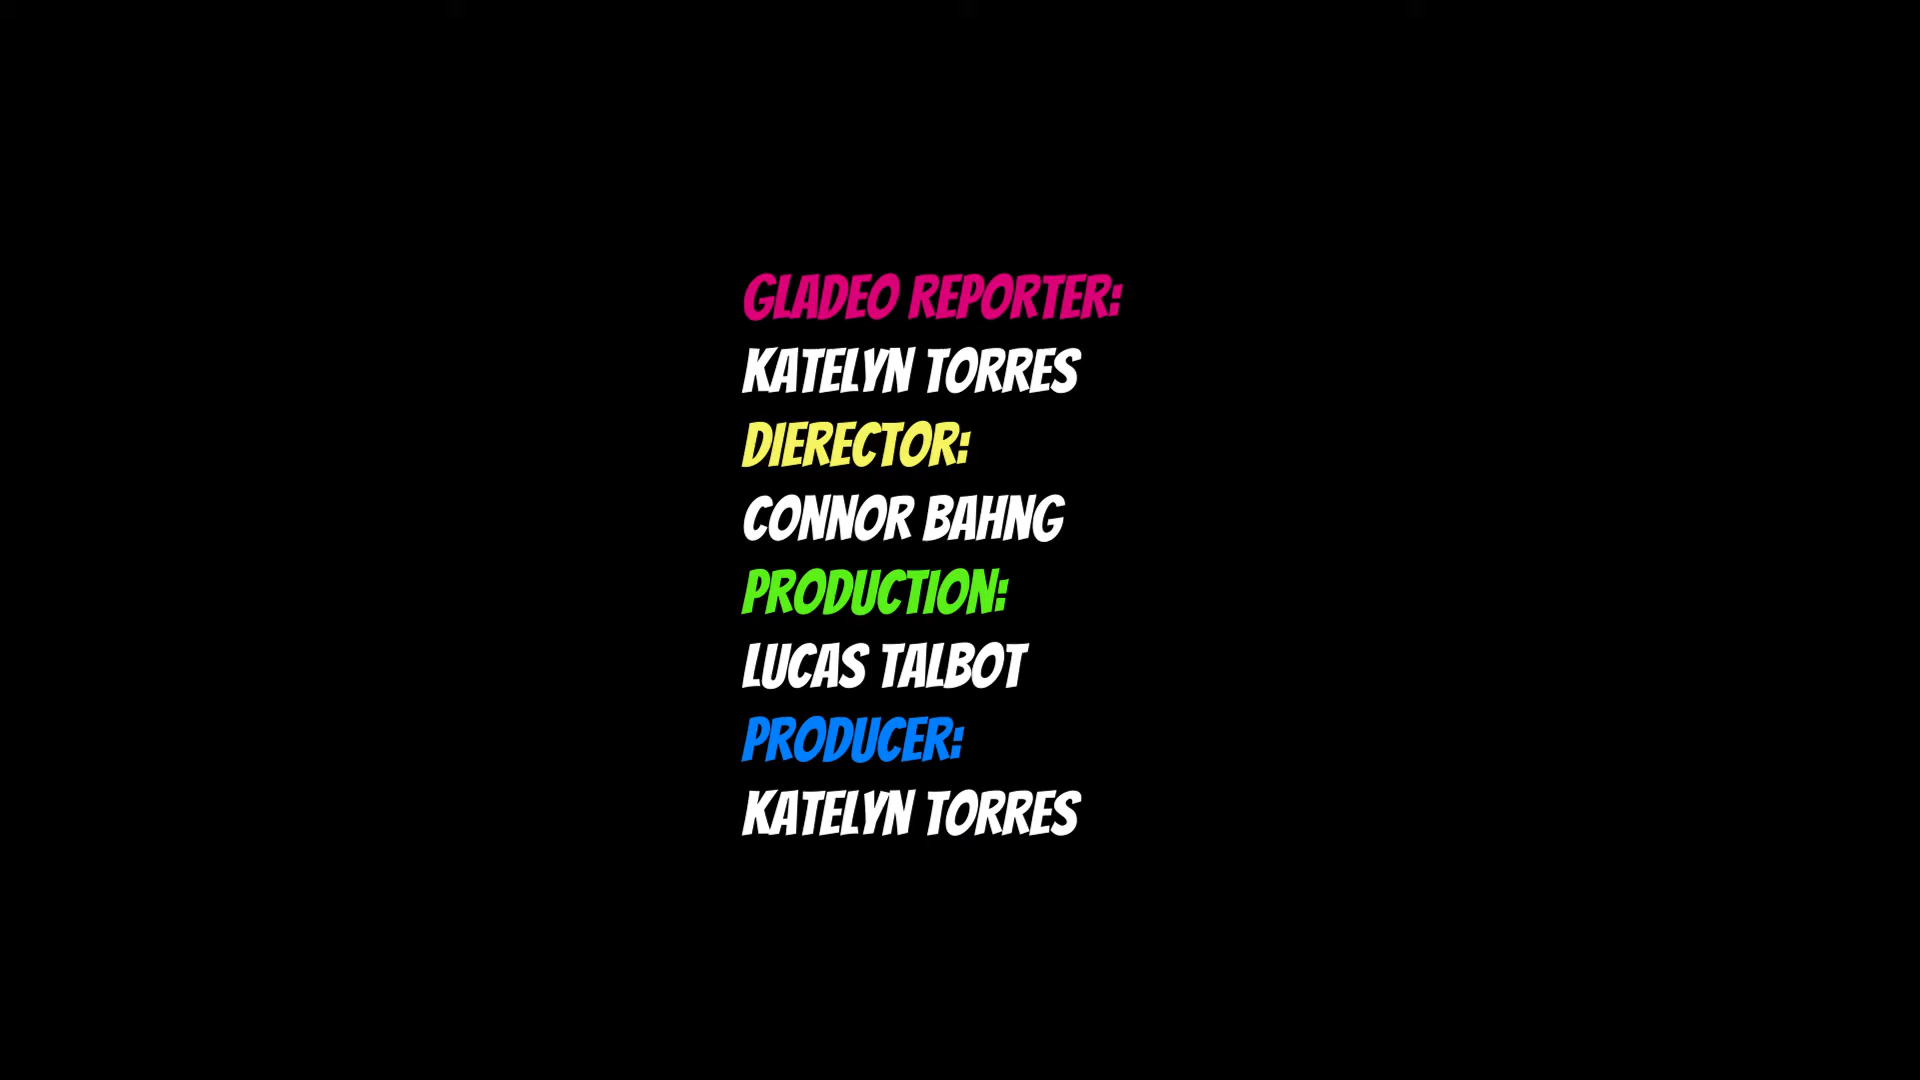 GLADEO REPORTER:
KATELYN TORRES
DIERECTOR:
CONNOR BAHNG
PRODUCTION:
LUCAS TALBOT
PRODUCER:
KATELYN TORRES